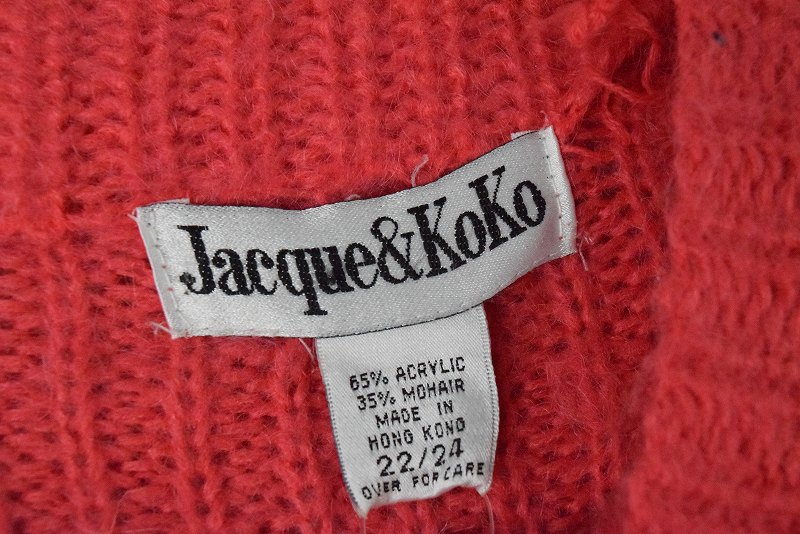 Jacque&KoKo
65% ACRYLIC
35% MOHAIR
MADE IN
HONG KONG
22/24
OVER FOR CARE